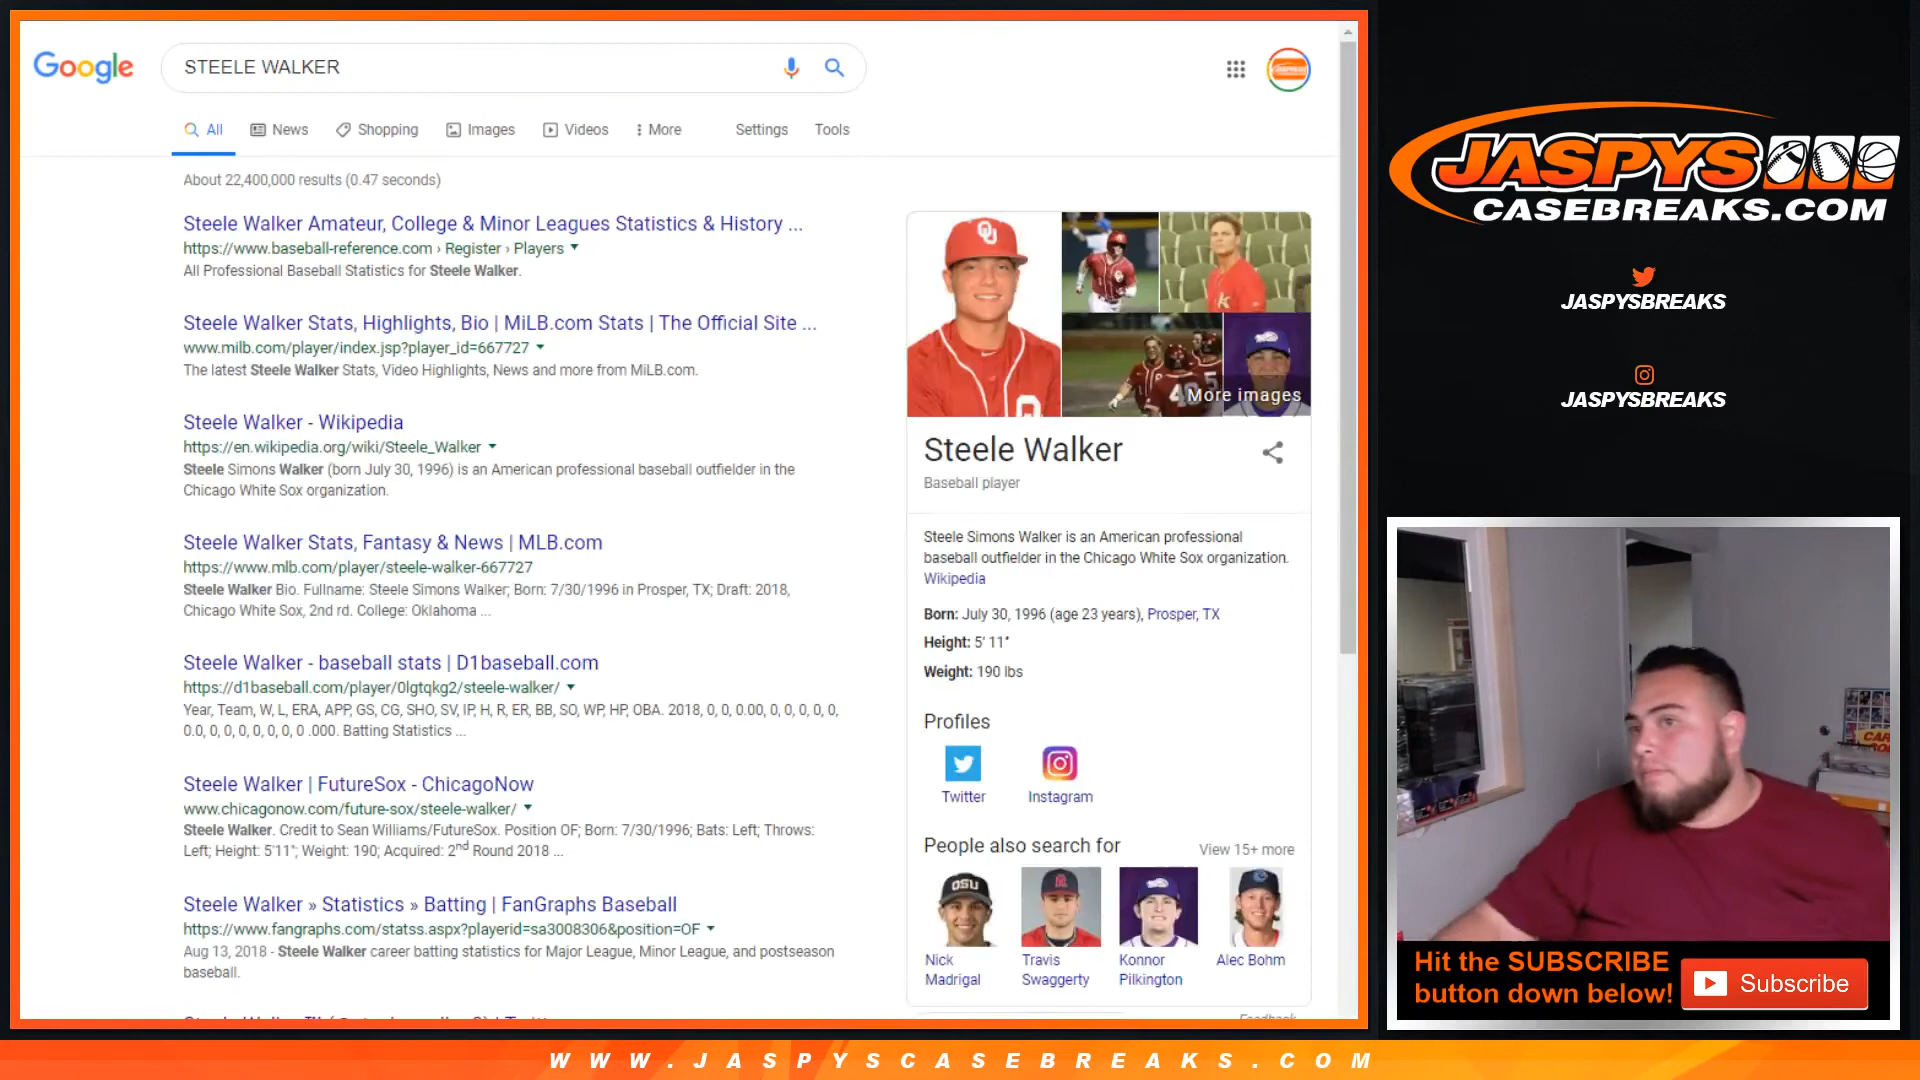 Google
STEELE WALKER
All News Shopping Images Videos More Settings Tools
About 22,400,000 results (0.47 seconds)
Steele Walker Amateur, College & Minor Leagues Statistics & History ...
https://www.baseball-reference.com › Register › Players
All Professional Baseball Statistics for Steele Walker.
Steele Walker Stats, Highlights, Bio | MiLB.com Stats | The Official Site ...
www.milb.com/player/index.jsp?player_id=667727
The latest Steele Walker Stats, Video Highlights, News and more from MiLB.com.
Steele Walker - Wikipedia
https://en.wikipedia.org/wiki/Steele_Walker
Steele Simons Walker (born July 30, 1996) is an American professional baseball outfielder in the
Chicago White Sox organization.
Steele Walker Stats, Fantasy & News | MLB.com
https://www.mlb.com/player/steele-walker-667727
Steele Walker Bio. Fullname: Steele Simons Walker; Born: 7/30/1996 in Prosper, TX; Draft: 2018,
Chicago White Sox, 2nd rd. College: Oklahoma ...
Steele Walker - baseball stats | D1baseball.com
https://d1baseball.com/player/0lgtqkg2/steele-walker/
Year, Team, W, L, ERA, APP, GS, CG, SHO, SV, IP, H, R, ER, BB, SO, WP, HP, OBA. 2018, 0, 0, 0.00, 0, 0, 0, 0,
0.0, 0, 0, 0, 0, 0, 0, 0 .000. Batting Statistics ...
Steele Walker | FutureSox - ChicagoNow
www.chicagonow.com/future-sox/steele-walker/
Steele Walker. Credit to Sean Williams/FutureSox. Position OF; Born: 7/30/1996; Bats: Left; Throws:
Left; Height: 5'11"; Weight: 190; Acquired: 2nd Round 2018 ...
Steele Walker » Statistics » Batting | FanGraphs Baseball
https://www.fangraphs.com/statss.aspx?playerid=sa3008306&position=OF
Aug 13, 2018 - Steele Walker career batting statistics for Major League, Minor League, and postseason
baseball.
More images
Steele Walker
Baseball player
Steele Simons Walker is an American professional
baseball outfielder in the Chicago White Sox organization.
Wikipedia
Born: July 30, 1996 (age 23 years), Prosper, TX
Height: 5′ 11″
Weight: 190 lbs
Profiles
Twitter Instagram
People also search for View 15+ more
OSU
Nick Madrigal
Travis Swaggerty
Konnor Pilkington
Alec Bohm
Feedback
JASPYS
CASEBREAKS.COM
JASPYSBREAKS
JASPYSBREAKS
Hit the SUBSCRIBE
button down below!
Subscribe
WWW.JASPYSCASEBREAKS.COM